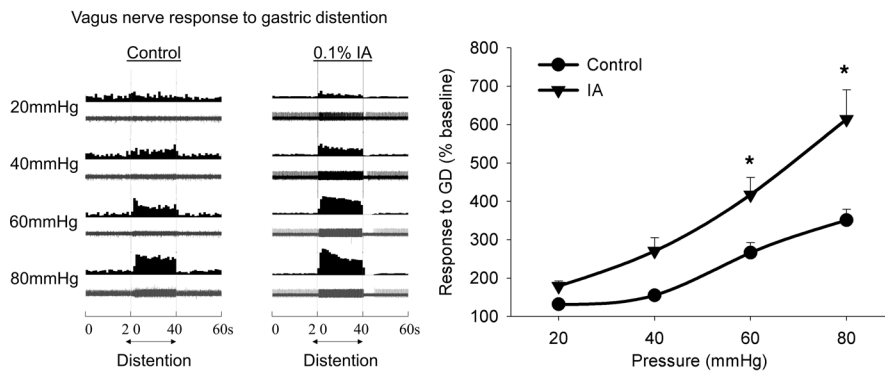 Vagus nerve response to gastric distention
Control
0.1% IA
20mmHg
40mmHg
60mmHg
80mmHg
0 20 40 60s
0 20 40 60s
Distention
Distention
800
700
600
500
400
300
200
100
Response to GD (% baseline)
Control
IA
*
*
20 40 60 80
Pressure (mmHg)